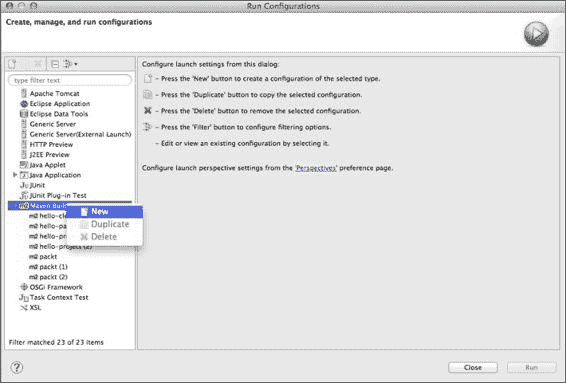 Run Configurations
Create, manage, and run configurations
type filter text
Apache Tomcat
Eclipse Application
Eclipse Data Tools
Generic Server
Generic Server(External Launch)
HTTP Preview
J2EE Preview
Java Applet
Java Application
JUnit
JUnit Plug-in Test
Maven
New
m2 hello-cle
Duplicate
m2 hello-pa
Delete
m2 hello-pro
m2 hello-project (2)
m2 packt
m2 packt (1)
m2 packt (2)
OSGi Framework
Task Context Test
XSL
Filter matched 23 of 23 items
Configure launch settings from this dialog:
- Press the 'New' button to create a configuration of the selected type.
- Press the 'Duplicate' button to copy the selected configuration.
- Press the 'Delete' button to remove the selected configuration.
- Press the 'Filter' button to configure filtering options.
- Edit or view an existing configuration by selecting it.
Configure launch perspective settings from the 'Perspectives' preference page.
?
Close
Run